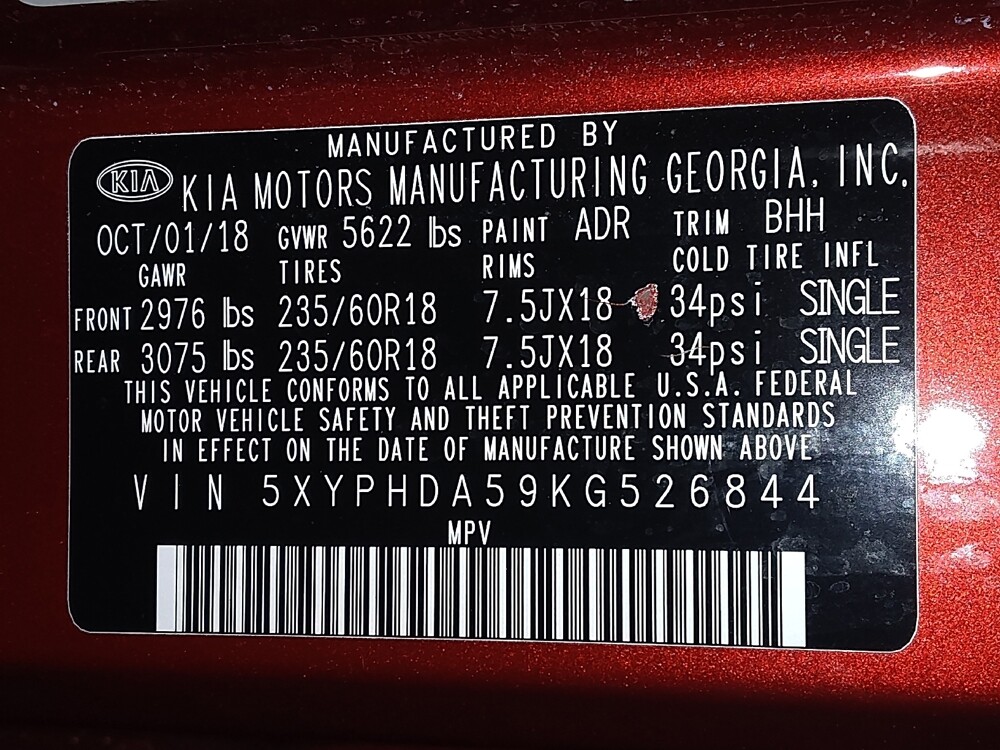 MANUFACTURED BY
KIA KIA MOTORS MANUFACTURING GEORGIA, INC.
OCT/01/18 GVWR 5622 lbs PAINT ADR TRIM BHH
GAWR TIRES RIMS COLD TIRE INFL
FRONT 2976 lbs 235/60R18 7.5JX18 34psi SINGLE
REAR 3075 lbs 235/60R18 7.5JX18 34psi SINGLE
THIS VEHICLE CONFORMS TO ALL APPLICABLE U.S.A. FEDERAL
MOTOR VEHICLE SAFETY AND THEFT PREVENTION STANDARDS
IN EFFECT ON THE DATE OF MANUFACTURE SHOWN ABOVE
VIN 5XYPHDA59KG526844
MPV